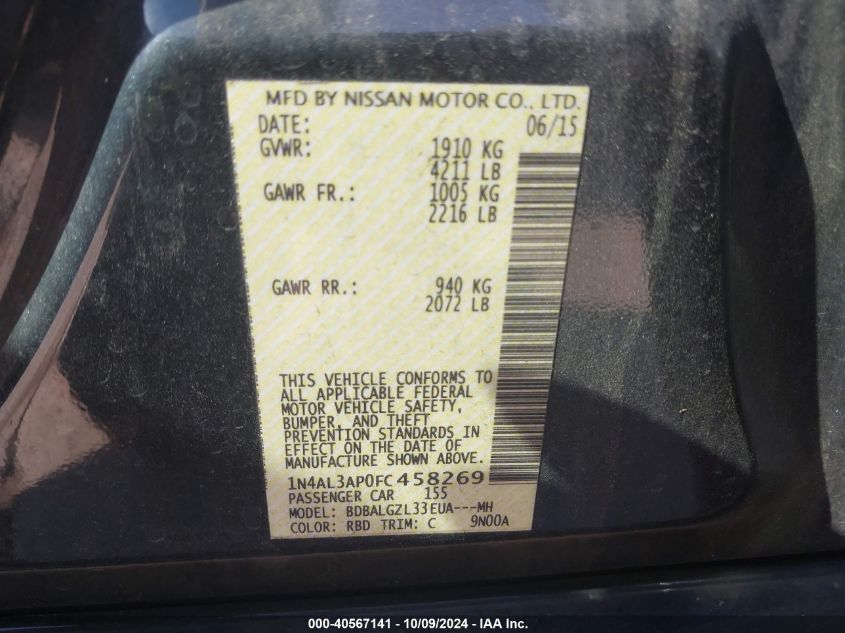 MFD BY NISSAN MOTOR CO., LTD.
DATE: 06/15
GVWR: 1910 KG
4211 LB
GAWR FR.: 1005 KG
2216 LB
GAWR RR.: 940 KG
2072 LB
THIS VEHICLE CONFORMS TO
ALL APPLICABLE FEDERAL
MOTOR VEHICLE SAFETY,
BUMPER, AND THEFT
PREVENTION STANDARDS IN
EFFECT ON THE DATE OF
MANUFACTURE SHOWN ABOVE.
1N4AL3AP0FC458269
PASSENGER CAR 155
MODEL: BDBALGZL33EUA---MH
COLOR: RBD TRIM: C 9N00A
000-40567141 - 10/09/2024 - IAA Inc.